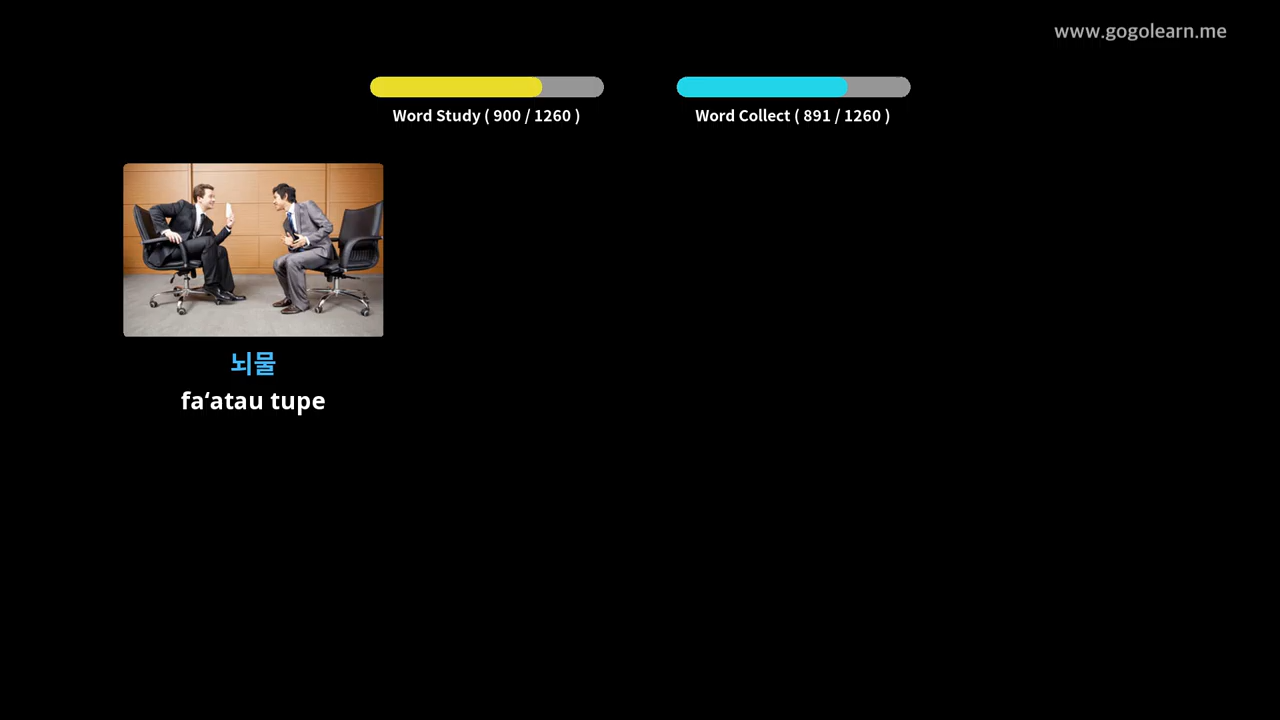 www.gogolearn.me
Word Study ( 900 / 1260 )
Word Collect ( 891 / 1260 )
뇌물
fa‘atau tupe